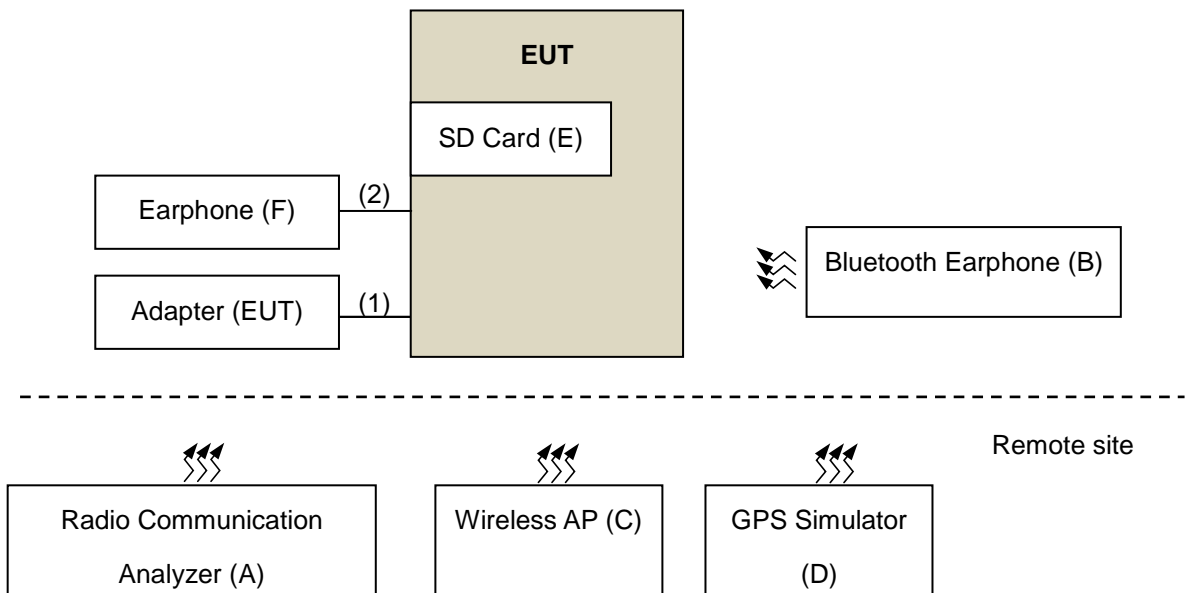 EUT
SD Card (E)
(2)
Earphone (F)
Bluetooth Earphone (B)
Adapter (EUT)
(1)
Remote site
Radio Communication
Analyzer (A)
Wireless AP (C)
GPS Simulator
(D)